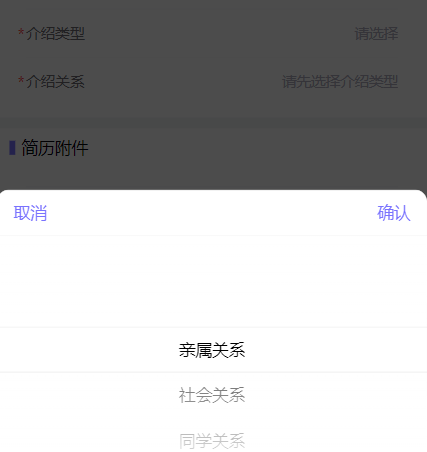 *介绍类型 请选择
*介绍关系 请先选择介绍类型
简历附件
取消 确认
亲属关系
社会关系
同学关系